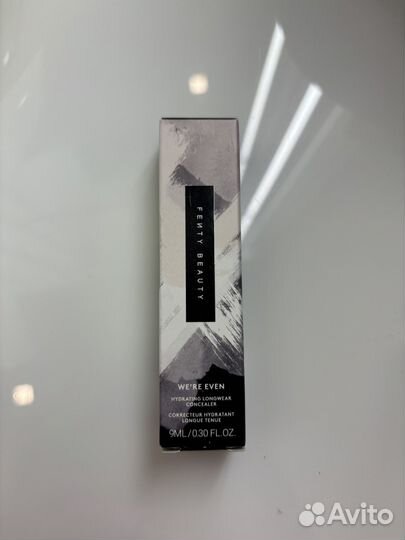 FENTY BEAUTY
WE'RE EVEN
HYDRATING LONGWEAR
CONCEALER
CORRECTEUR HYDRATANT
LONGUE TENUE
9ML/0.30 FL.OZ.
Avito